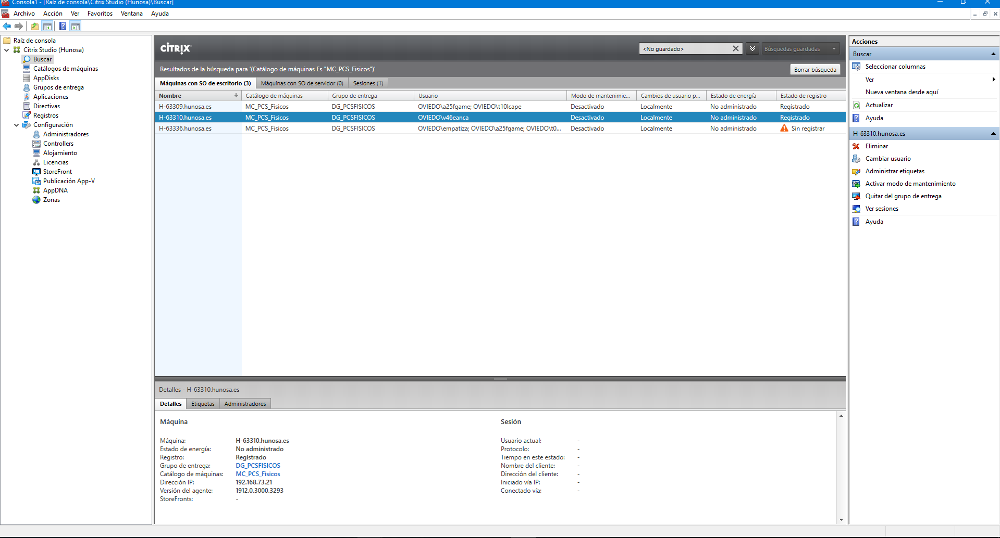 Consola1 - [Raíz de consola\Citrix Studio (Hunosa)\Buscar]
Archivo Acción Ver Favoritos Ventana Ayuda
Raíz de consola
Citrix Studio (Hunosa)
Buscar
Catálogos de máquinas
AppDisks
Grupos de entrega
Aplicaciones
Directivas
Registros
Configuración
Administradores
Controllers
Alojamiento
Licencias
StoreFront
Publicación App-V
AppDNA
Zonas
CİTRIX
<No guardado>
Búsquedas guardadas
Resultados de la búsqueda para '(Catálogo de máquinas Es "MC_PCS_Fisicos")'
Borrar búsqueda
Máquinas con SO de escritorio (3) Máquinas con SO de servidor (0) Sesiones (1)
Nombre Catálogo de máquinas Grupo de entrega Usuario Modo de mantenimie... Cambios de usuario p... Estado de energía Estado de registro
H-63309.hunosa.es MC_PCS_Fisicos DG_PCSFISICOS OVIEDO\a25fgame; OVIEDO\t10lcape Desactivado Localmente No administrado Registrado
H-63310.hunosa.es MC_PCS_Fisicos DG_PCSFISICOS OVIEDO\v46eanca Desactivado Localmente No administrado Registrado
H-63336.hunosa.es MC_PCS_Fisicos DG_PCSFISICOS OVIEDO\empatiza; OVIEDO\a25fgame; OVIEDO\t0... Desactivado Localmente No administrado Sin registrar
Detalles - H-63310.hunosa.es
Detalles Etiquetas Administradores
Máquina
Máquina: H-63310.hunosa.es
Estado de energía: No administrado
Registro: Registrado
Grupo de entrega: DG_PCSFISICOS
Catálogo de máquinas: MC_PCS_Fisicos
Dirección IP: 192.168.73.21
Versión del agente: 1912.0.3000.3293
StoreFronts: -
Sesión
Usuario actual: -
Protocolo: -
Tiempo en este estado: -
Nombre del cliente: -
Dirección del cliente: -
Iniciado vía IP: -
Conectado vía: -
Acciones
Buscar
Seleccionar columnas
Ver
Nueva ventana desde aquí
Actualizar
Ayuda
H-63310.hunosa.es
Eliminar
Cambiar usuario
Administrar etiquetas
Activar modo de mantenimiento
Quitar del grupo de entrega
Ver sesiones
Ayuda